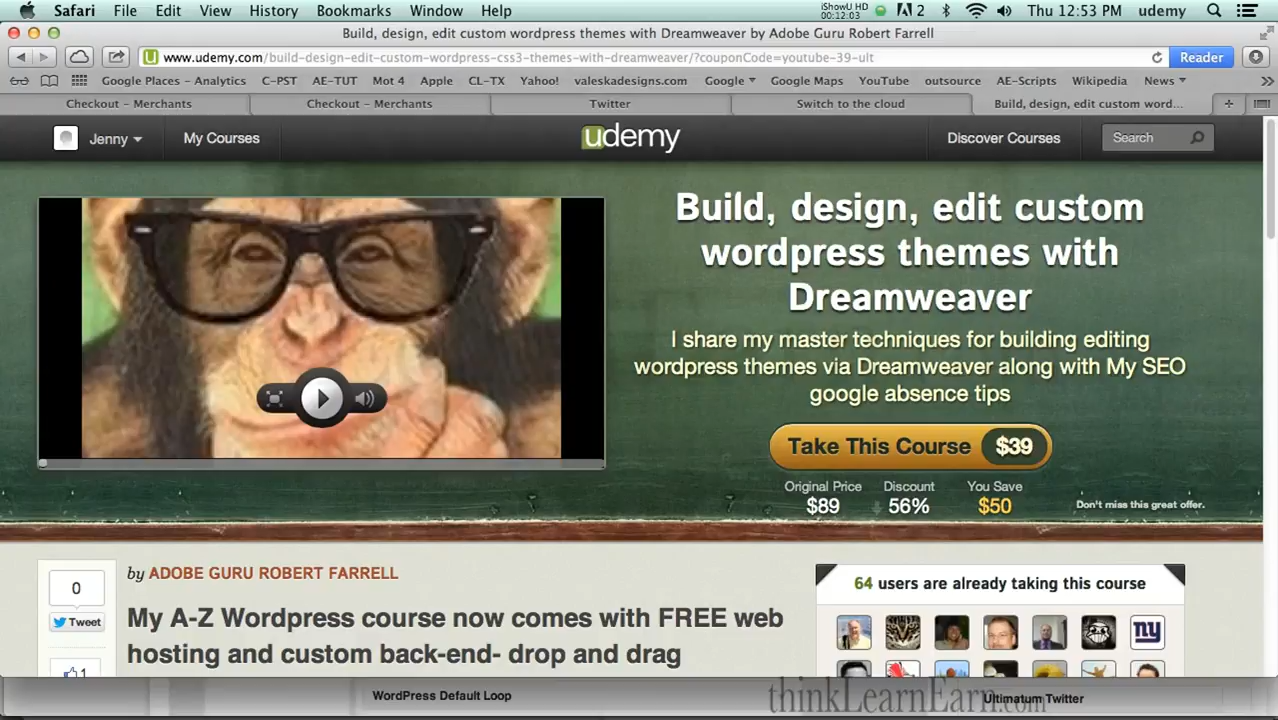 Safari File Edit View History Bookmarks Window Help iShowU HD 00:12:03 2 Thu 12:53 PM udemy
Build, design, edit custom wordpress themes with Dreamweaver by Adobe Guru Robert Farrell
www.udemy.com/build-design-edit-custom-wordpress-css3-themes-with-dreamweaver/?couponCode=youtube-39-ult Reader
Google Places - Analytics C-PST AE-TUT Mot 4 Apple CL-TX Yahoo! valeskadesigns.com Google Google Maps YouTube outsource AE-Scripts Wikipedia News
Checkout - Merchants Checkout - Merchants Twitter Switch to the cloud Build, design, edit custom word...
Jenny My Courses udemy Discover Courses Search
Build, design, edit custom
wordpress themes with
Dreamweaver
I share my master techniques for building editing
wordpress themes via Dreamweaver along with My SEO
google absence tips
Take This Course $39
Original Price Discount You Save
$89 56% $50 Don't miss this great offer.
0
Tweet
1
by ADOBE GURU ROBERT FARRELL
My A-Z Wordpress course now comes with FREE web
hosting and custom back-end- drop and drag
64 users are already taking this course
ny
WordPress Default Loop
thinkLearnEarn.com
Ultimatum Twitter